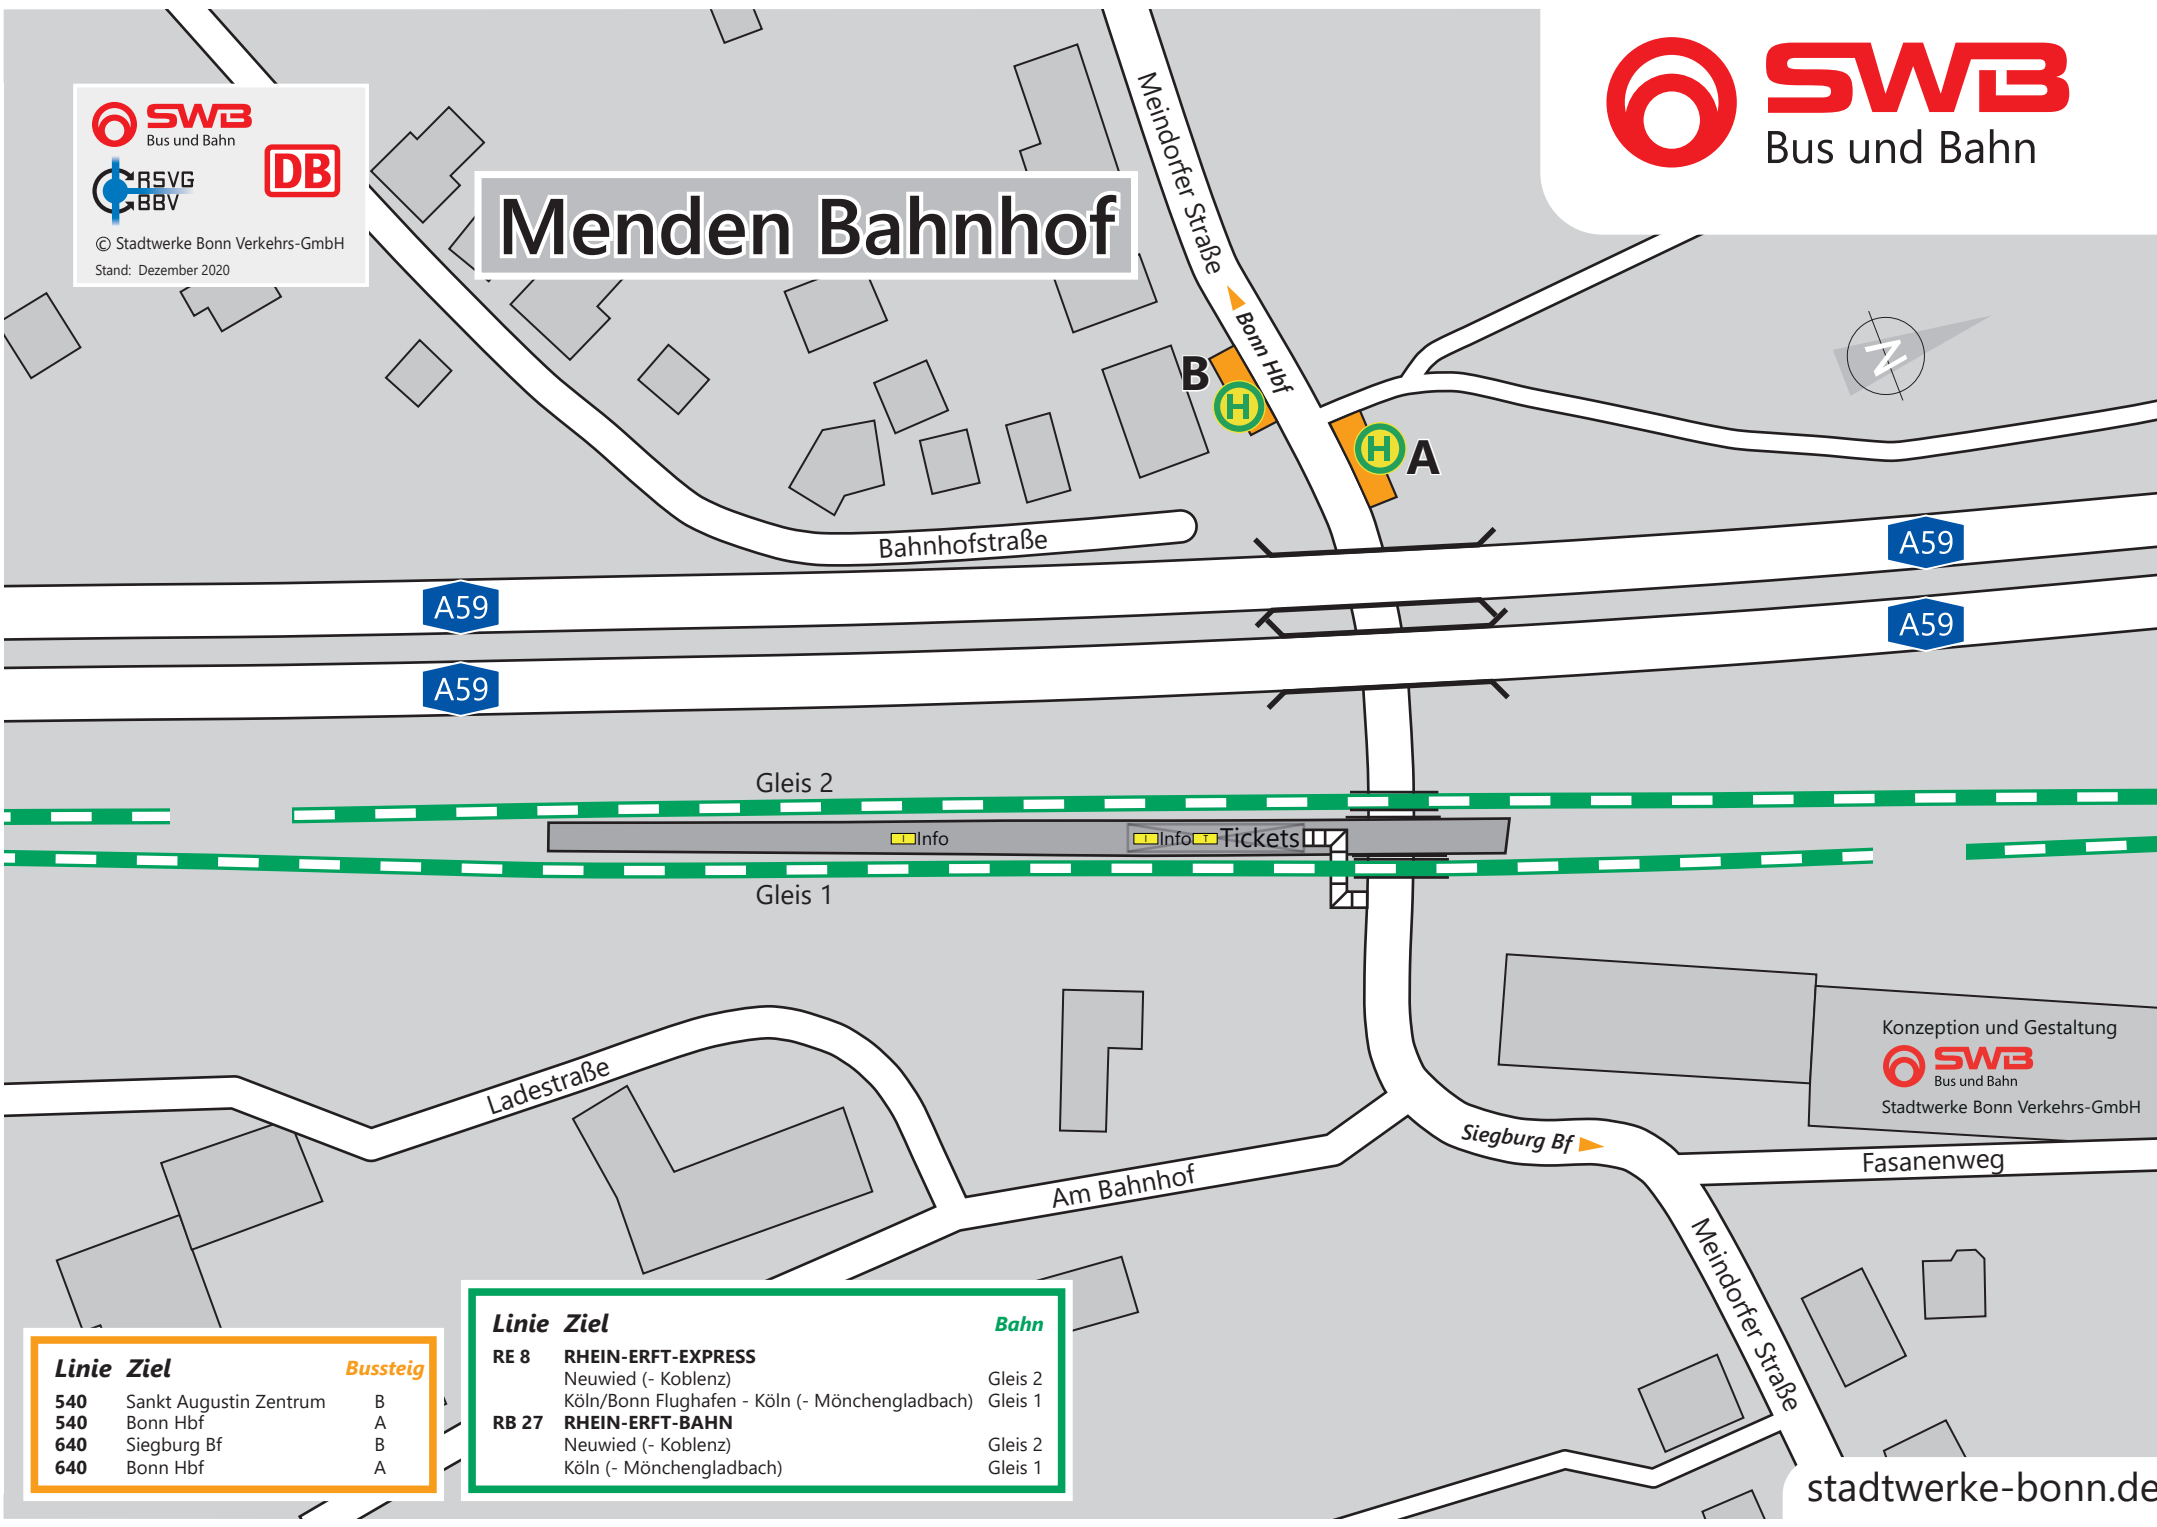 SWB
Bus und Bahn
DB
RSVG
BBV
© Stadtwerke Bonn Verkehrs-GmbH
Stand: Dezember 2020
Menden Bahnhof
SWB
Bus und Bahn
Meindorfer Straße
Bonn Hbf
B
H
H
A
N
Bahnhofstraße
A59
A59
A59
A59
Gleis 2
I Info
I Info T Tickets
Gleis 1
Konzeption und Gestaltung
SWB
Bus und Bahn
Stadtwerke Bonn Verkehrs-GmbH
Ladestraße
Am Bahnhof
Siegburg Bf
Fasanenweg
Meindorfer Straße
Linie Ziel Bussteig
540 Sankt Augustin Zentrum B
540 Bonn Hbf A
640 Siegburg Bf B
640 Bonn Hbf A
Linie Ziel Bahn
RE 8 RHEIN-ERFT-EXPRESS
Neuwied (- Koblenz) Gleis 2
Köln/Bonn Flughafen - Köln (- Mönchengladbach) Gleis 1
RB 27 RHEIN-ERFT-BAHN
Neuwied (- Koblenz) Gleis 2
Köln (- Mönchengladbach) Gleis 1
stadtwerke-bonn.de